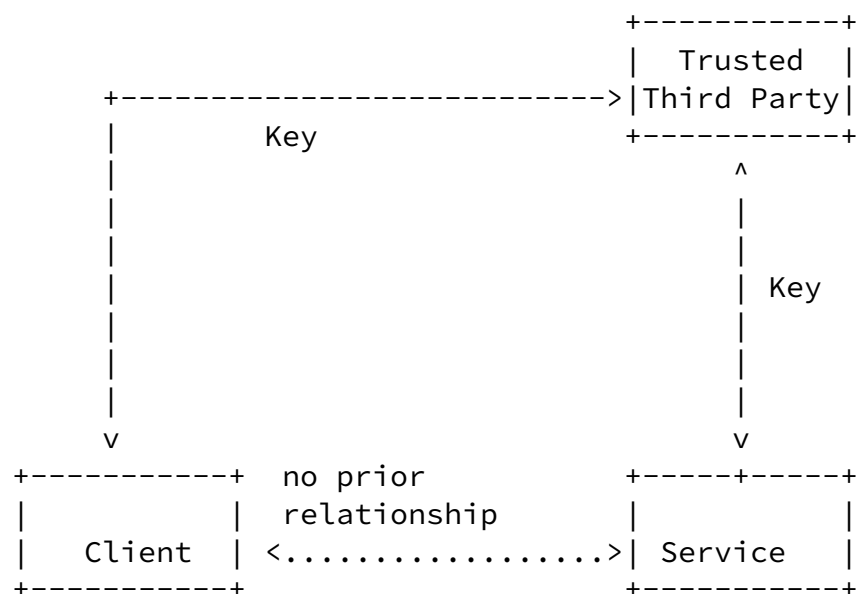 Trusted
Third Party
Key
Key
no prior
relationship
Client
Service